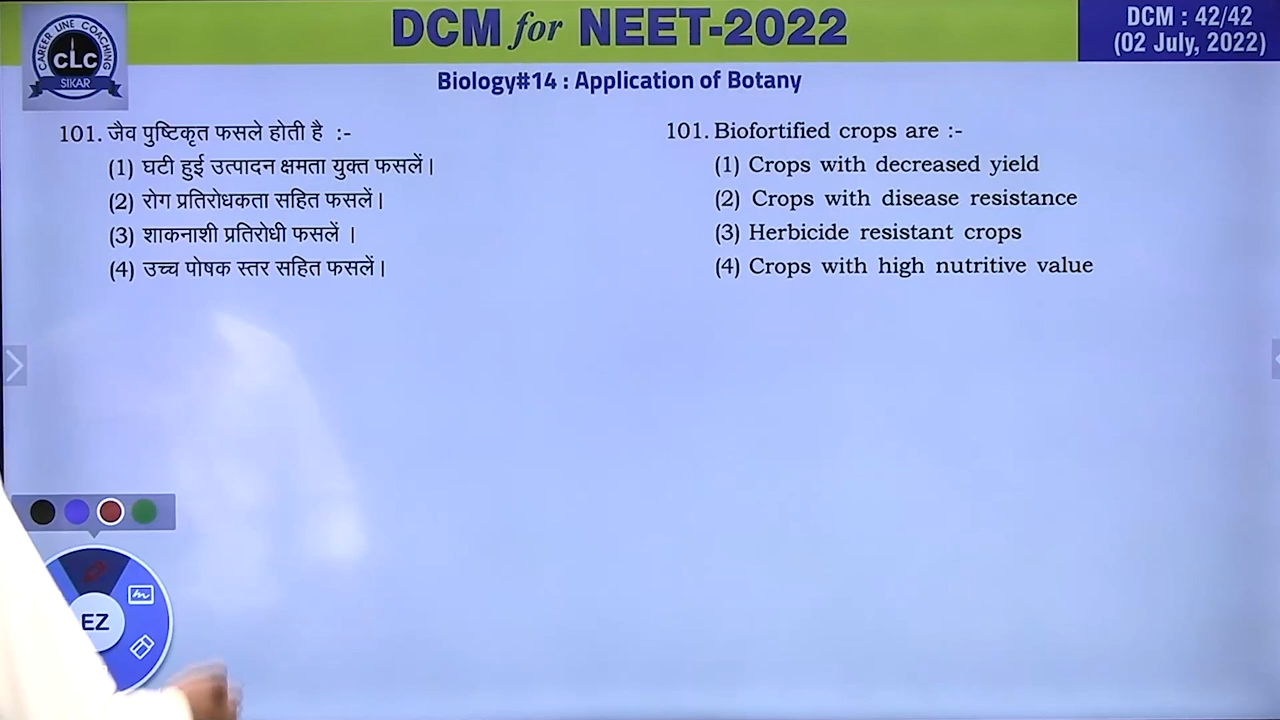 CAREER LINE COACHING
CLC
SIKAR
DCM for NEET-2022
DCM : 42/42
(02 July, 2022)
Biology#14 : Application of Botany
101. जैव पुष्टिकृत फसले होती है :-
(1) घटी हुई उत्पादन क्षमता युक्त फसलें।
(2) रोग प्रतिरोधकता सहित फसलें।
(3) शाकनाशी प्रतिरोधी फसलें ।
(4) उच्च पोषक स्तर सहित फसलें।
101. Biofortified crops are :-
(1) Crops with decreased yield
(2) Crops with disease resistance
(3) Herbicide resistant crops
(4) Crops with high nutritive value
EZ